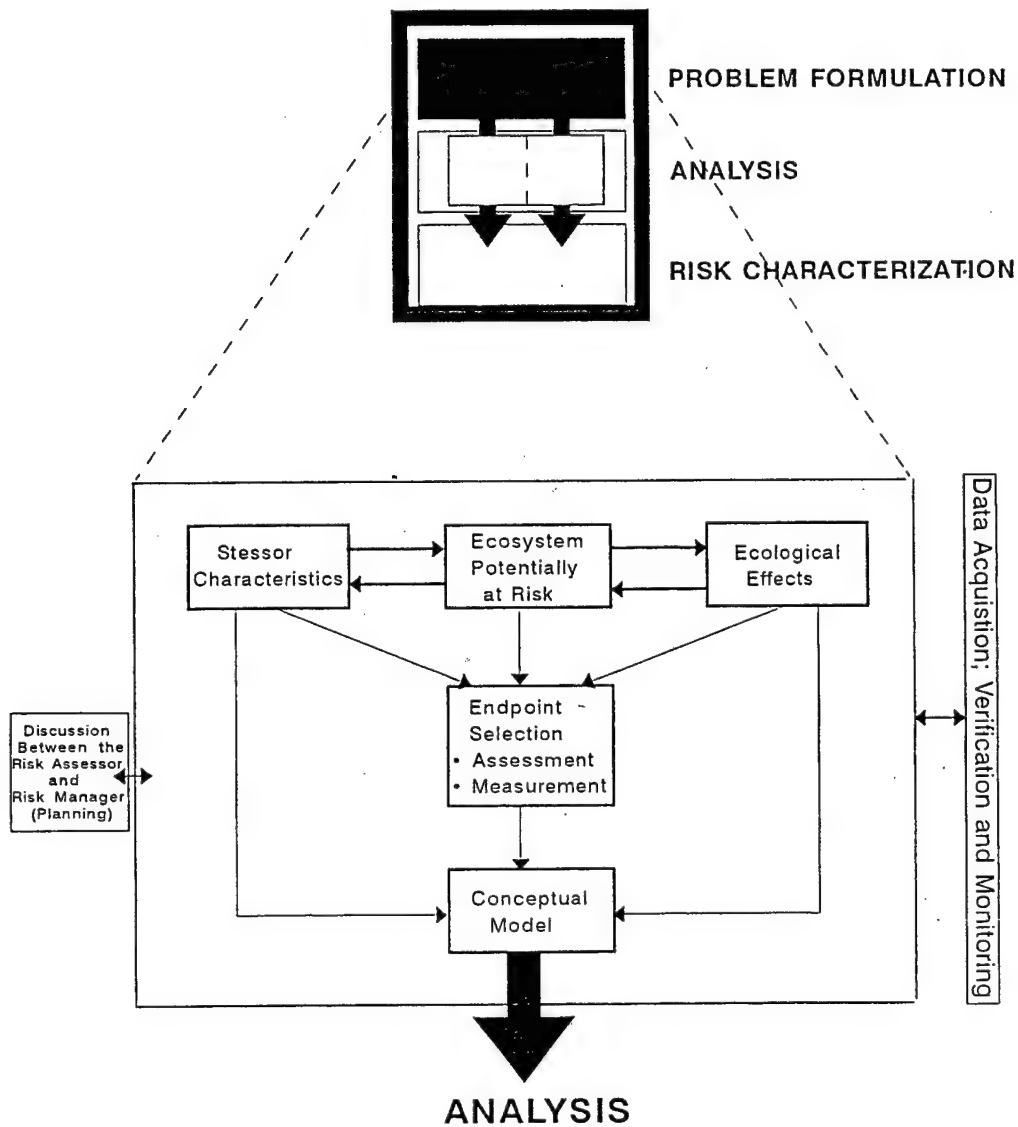 PROBLEM FORMULATION
ANALYSIS
RISK CHARACTERIZATION
Stessor
Characteristics
Ecosystem
Potentially
at Risk
Ecological
Effects
Endpoint
Selection
• Assessment
• Measurement
Conceptual
Model
Discussion
Between the
Risk Assessor
and
Risk Manager
(Planning)
Data Acquistion; Verification and Monitoring
ANALYSIS